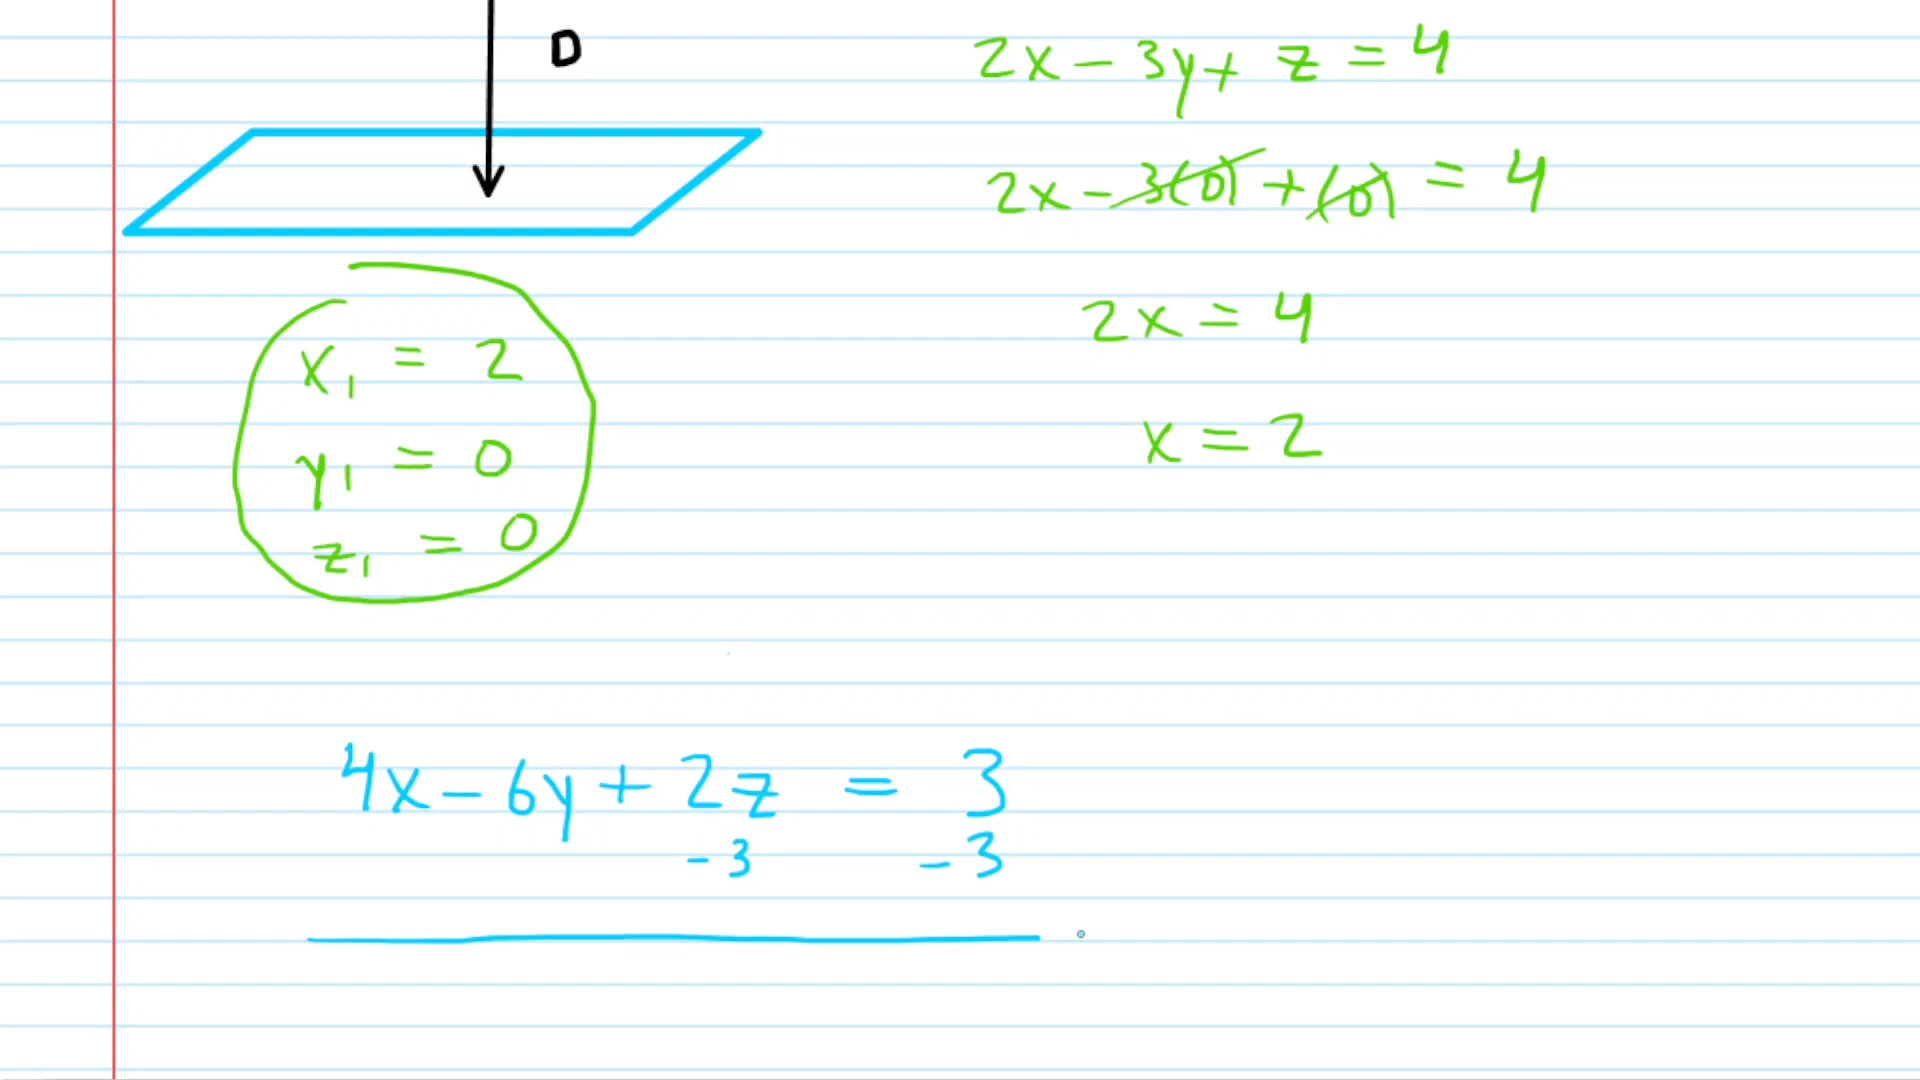 D
2x - 3y + z = 4
2x - 3(0) + (0) = 4
2x = 4
x = 2
x₁ = 2
y₁ = 0
z₁ = 0
4x - 6y + 2z = 3
- 3 - 3